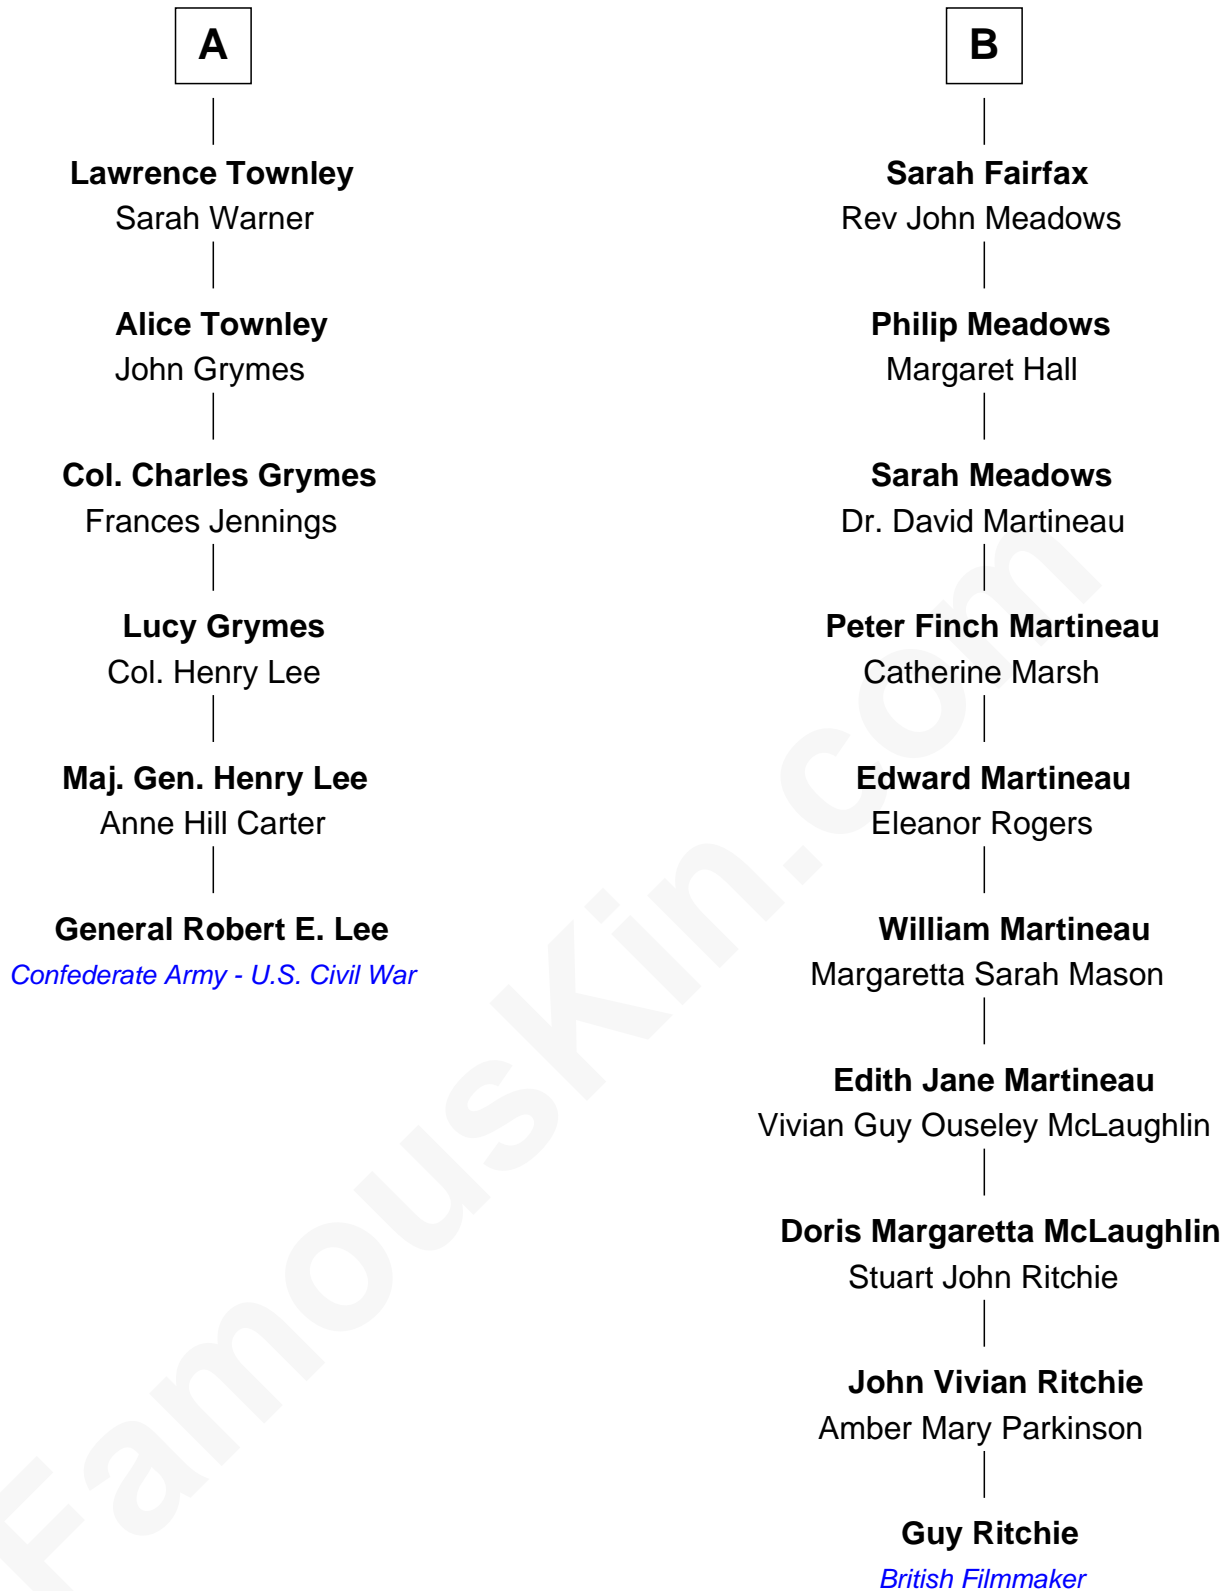 A
Lawrence Townley
Sarah Warner
Alice Townley
John Grymes
Col. Charles Grymes
Frances Jennings
Lucy Grymes
Col. Henry Lee
Maj. Gen. Henry Lee
Anne Hill Carter
General Robert E. Lee
Confederate Army - U.S. Civil War
B
Sarah Fairfax
Rev John Meadows
Philip Meadows
Margaret Hall
Sarah Meadows
Dr. David Martineau
Peter Finch Martineau
Catherine Marsh
Edward Martineau
Eleanor Rogers
William Martineau
Margaretta Sarah Mason
Edith Jane Martineau
Vivian Guy Ouseley McLaughlin
Doris Margaretta McLaughlin
Stuart John Ritchie
John Vivian Ritchie
Amber Mary Parkinson
Guy Ritchie
British Filmmaker
FamousKin.com